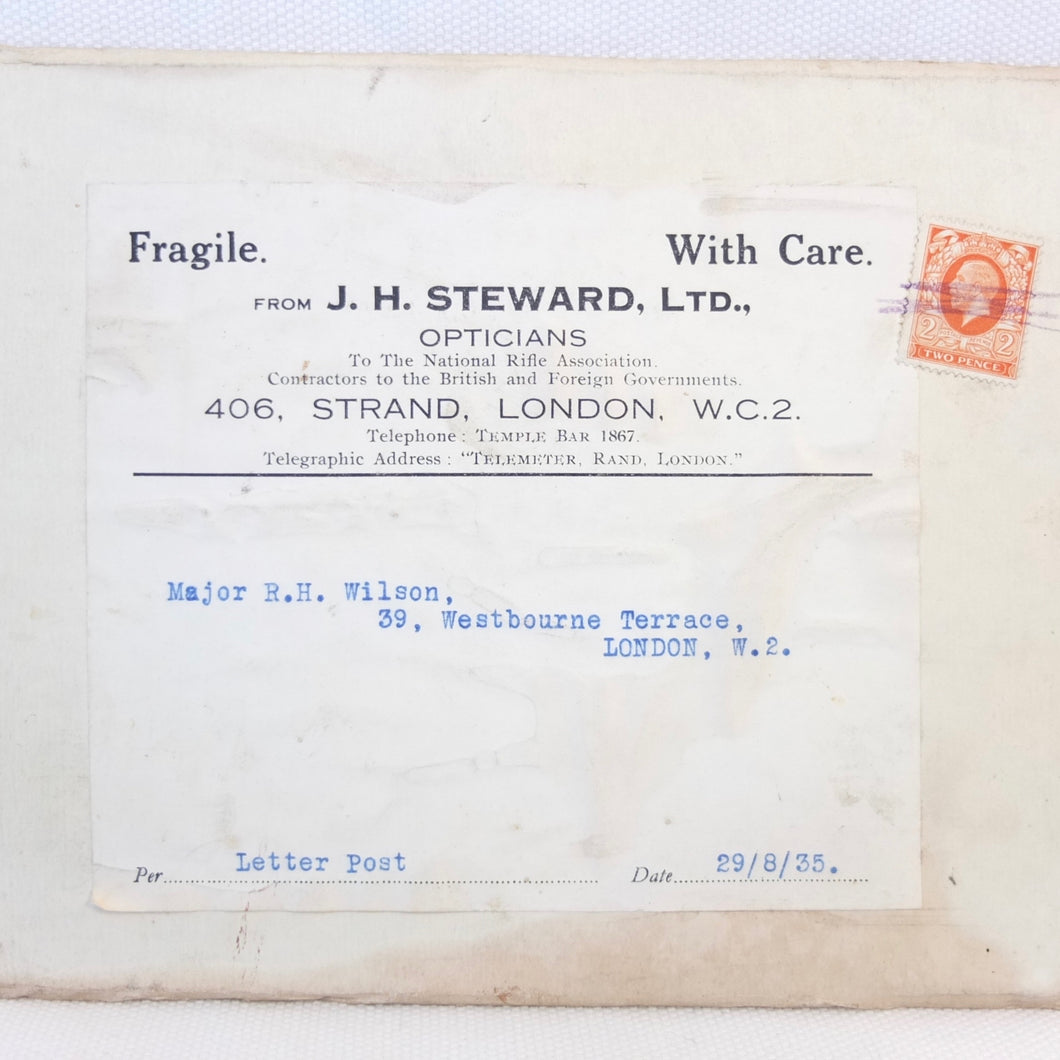 Fragile. With Care.
FROM J. H. STEWARD, LTD.,
OPTICIANS
To The National Rifle Association.
Contractors to the British and Foreign Governments.
406, STRAND, LONDON, W.C.2.
Telephone: TEMPLE BAR 1867.
Telegraphic Address: "TELEMETER, RAND, LONDON."
2 2
TWO PENCE
Major R.H. Wilson,
39, Westbourne Terrace,
LONDON, W.2.
Per Letter Post Date 29/8/35.